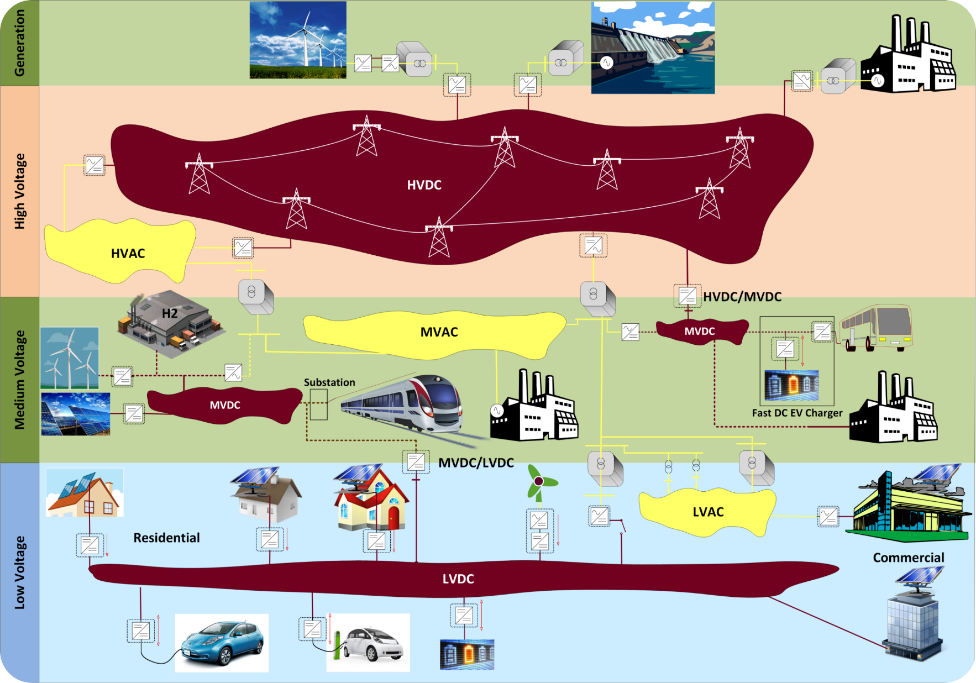 Generation
High Voltage
HVDC
HVAC
HVDC/MVDC
Medium Voltage
H2
MVAC
MVDC
Substation
MVDC
Fast DC EV Charger
MVDC/LVDC
Low Voltage
LVAC
Residential
Commercial
LVDC